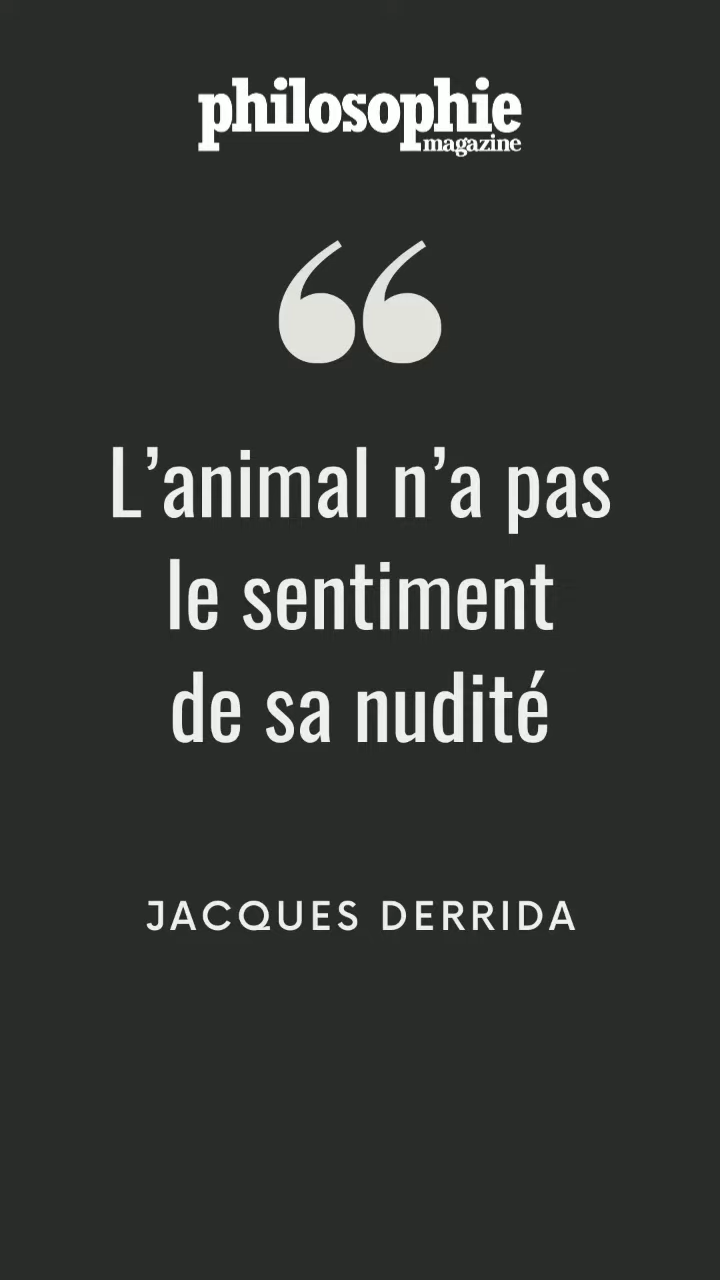 philosophie
magazine
“
L’animal n’a pas
le sentiment
de sa nudité
JACQUES DERRIDA